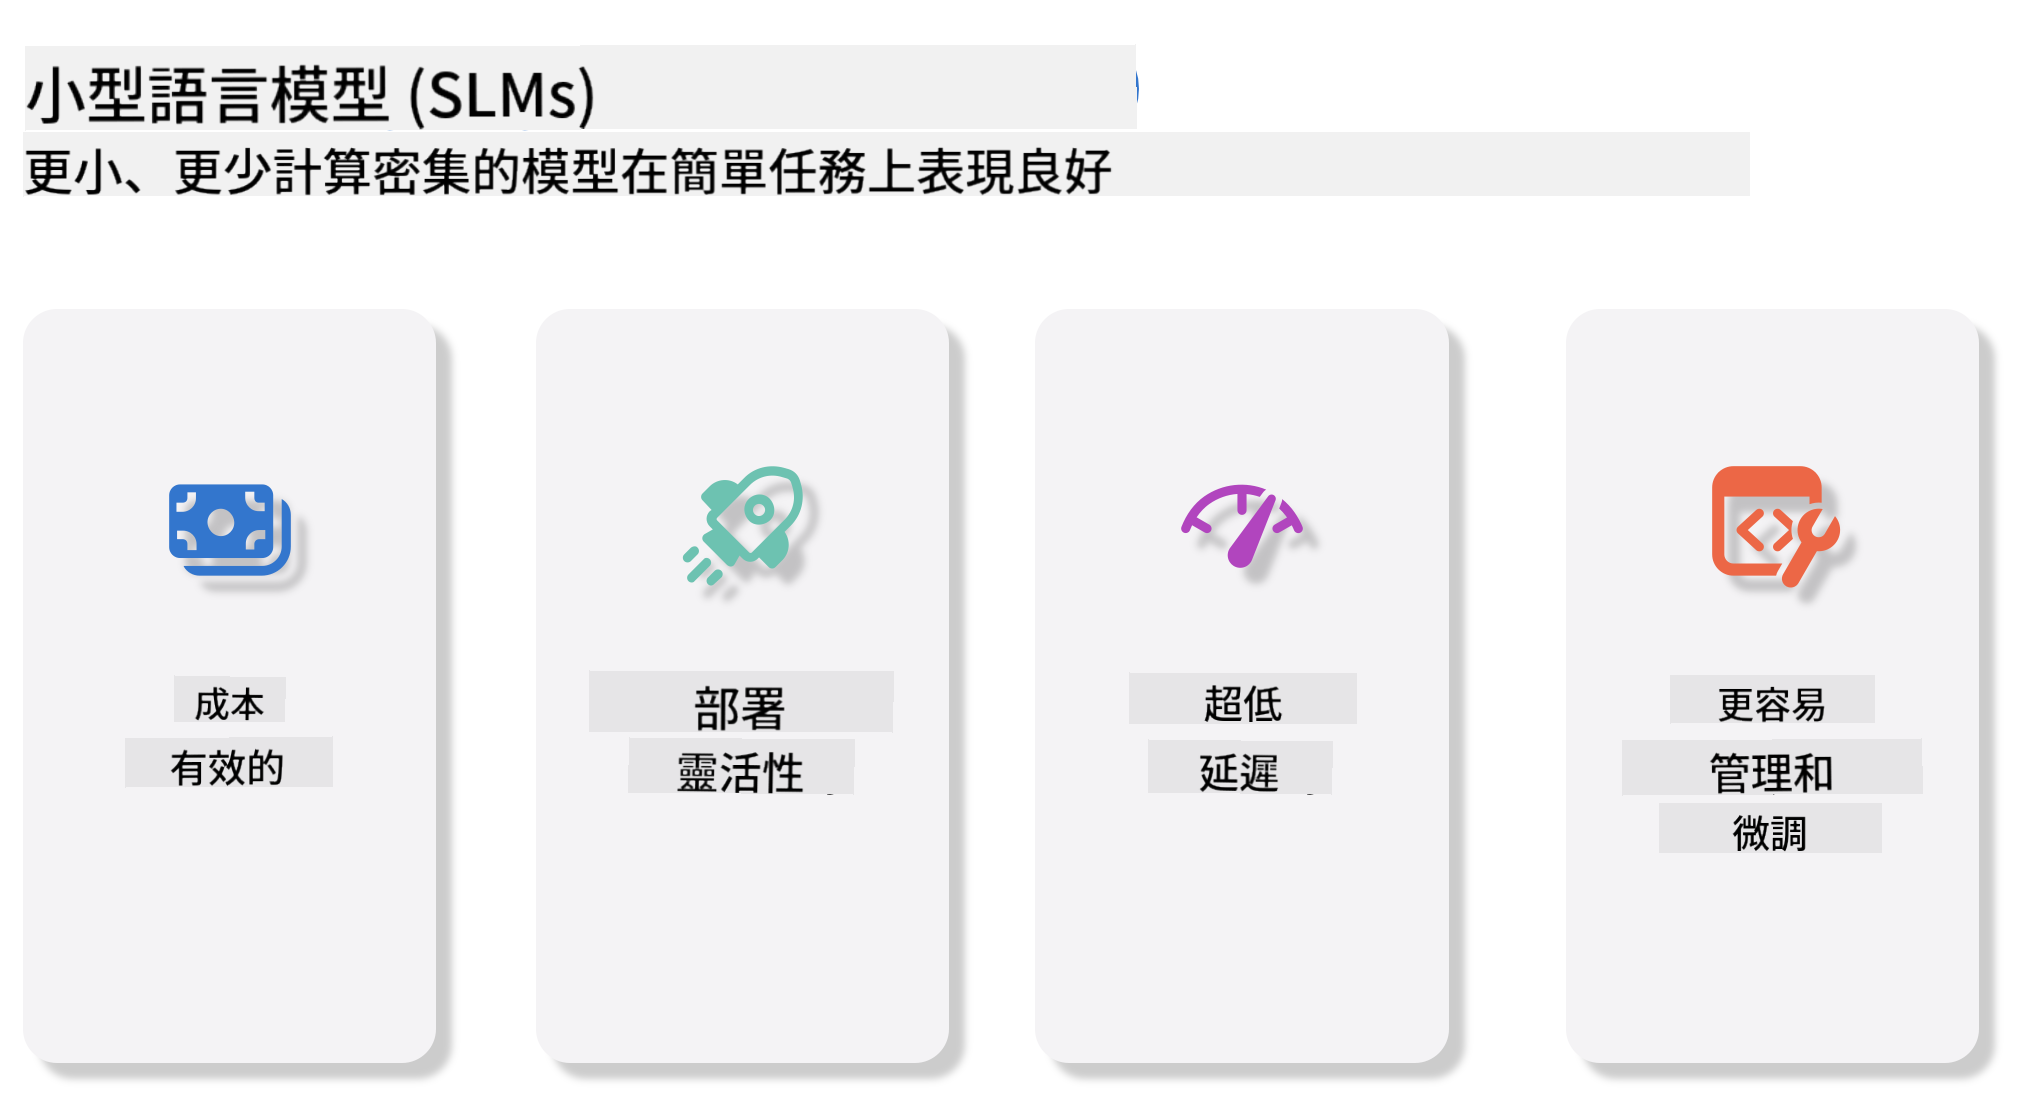 小型語言模型 (SLMs)
更小、更少計算密集的模型在簡單任務上表現良好
成本
有效的
部署
靈活性
超低
延遲
更容易
管理和
微調